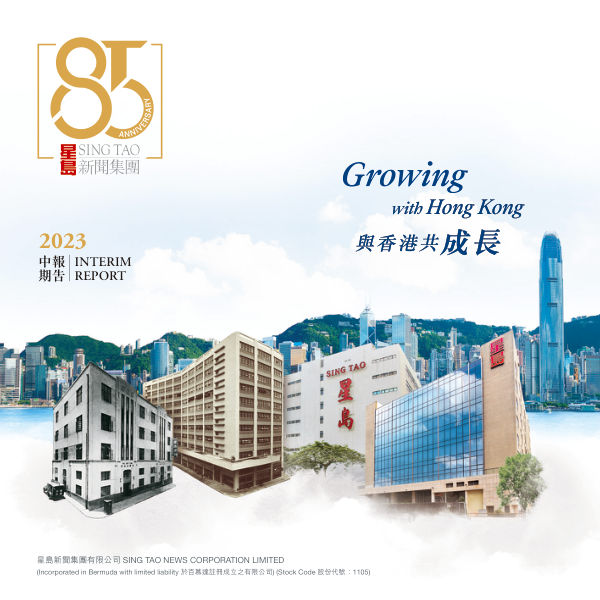 85
ANNIVERSARY
星島 SING TAO
新聞集團
Growing
with Hong Kong
與香港共成長
2023
中報 INTERIM
期告 REPORT
SING TAO
星島
星島
星島新聞集團有限公司 SING TAO NEWS CORPORATION LIMITED
(Incorporated in Bermuda with limited liability 於百慕達註冊成立之有限公司) (Stock Code 股份代號：1105)